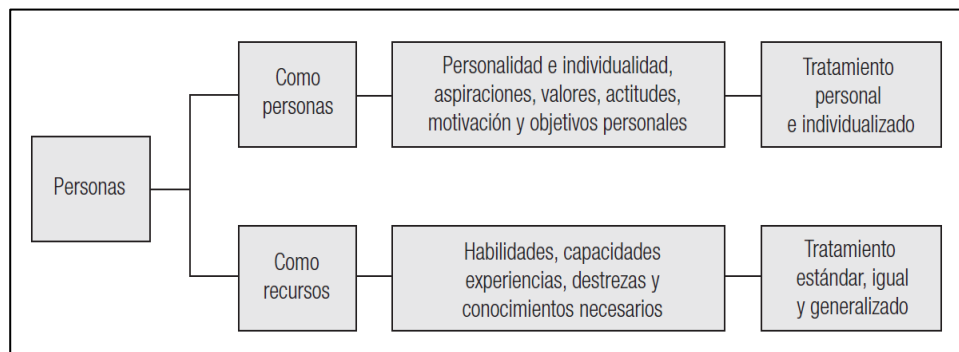 Personas
Como
personas
Personalidad e individualidad,
aspiraciones, valores, actitudes,
motivación y objetivos personales
Tratamiento
personal
e individualizado
Como
recursos
Habilidades, capacidades
experiencias, destrezas y
conocimientos necesarios
Tratamiento
estándar, igual
y generalizado